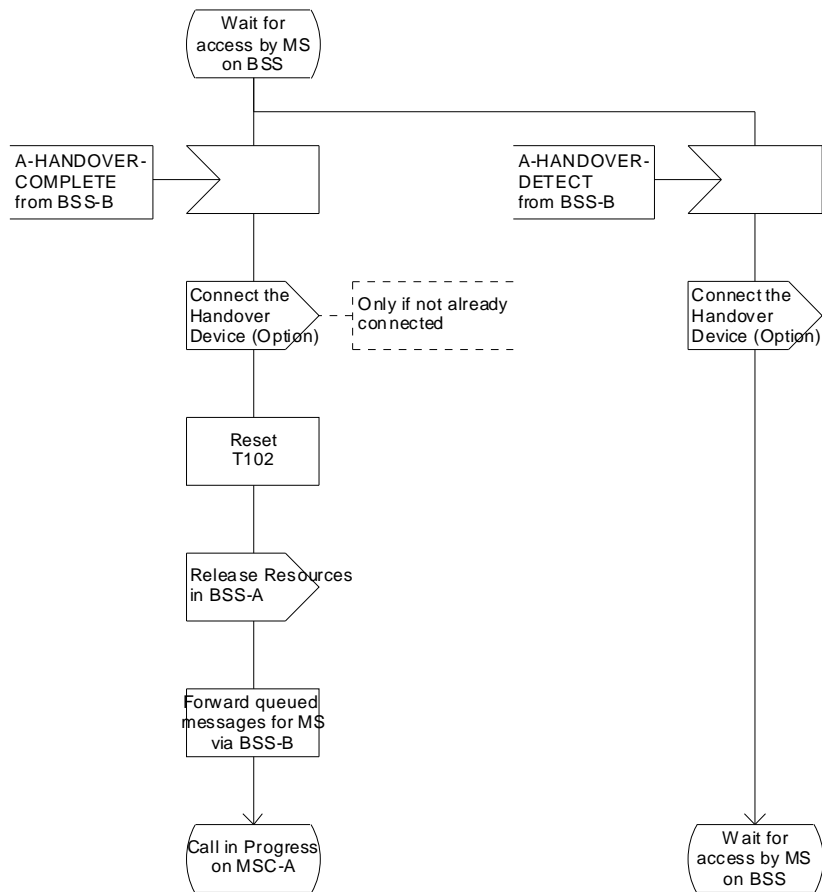 Wait for
access by MS
on BSS
A-HANDOVER-
COMPLETE
from BSS-B
A-HANDOVER-
DETECT
from BSS-B
Connect the
Handover
Device (Option)
Only if not already
connected
Connect the
Handover
Device (Option)
Reset
T102
Release Resources
in BSS-A
Forward queued
messages for MS
via BSS-B
Call in Progress
on MSC-A
Wait for
access by MS
on BSS